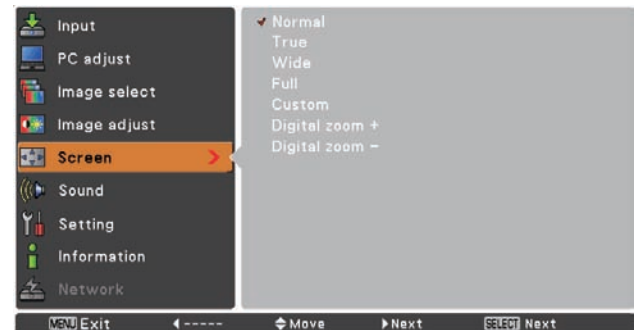 Input
PC adjust
Image select
Image adjust
Screen
Sound
Setting
Information
Network
Normal
True
Wide
Full
Custom
Digital zoom +
Digital zoom –
MENU Exit ◀ ----- ◆ Move ▶ Next SELECT Next